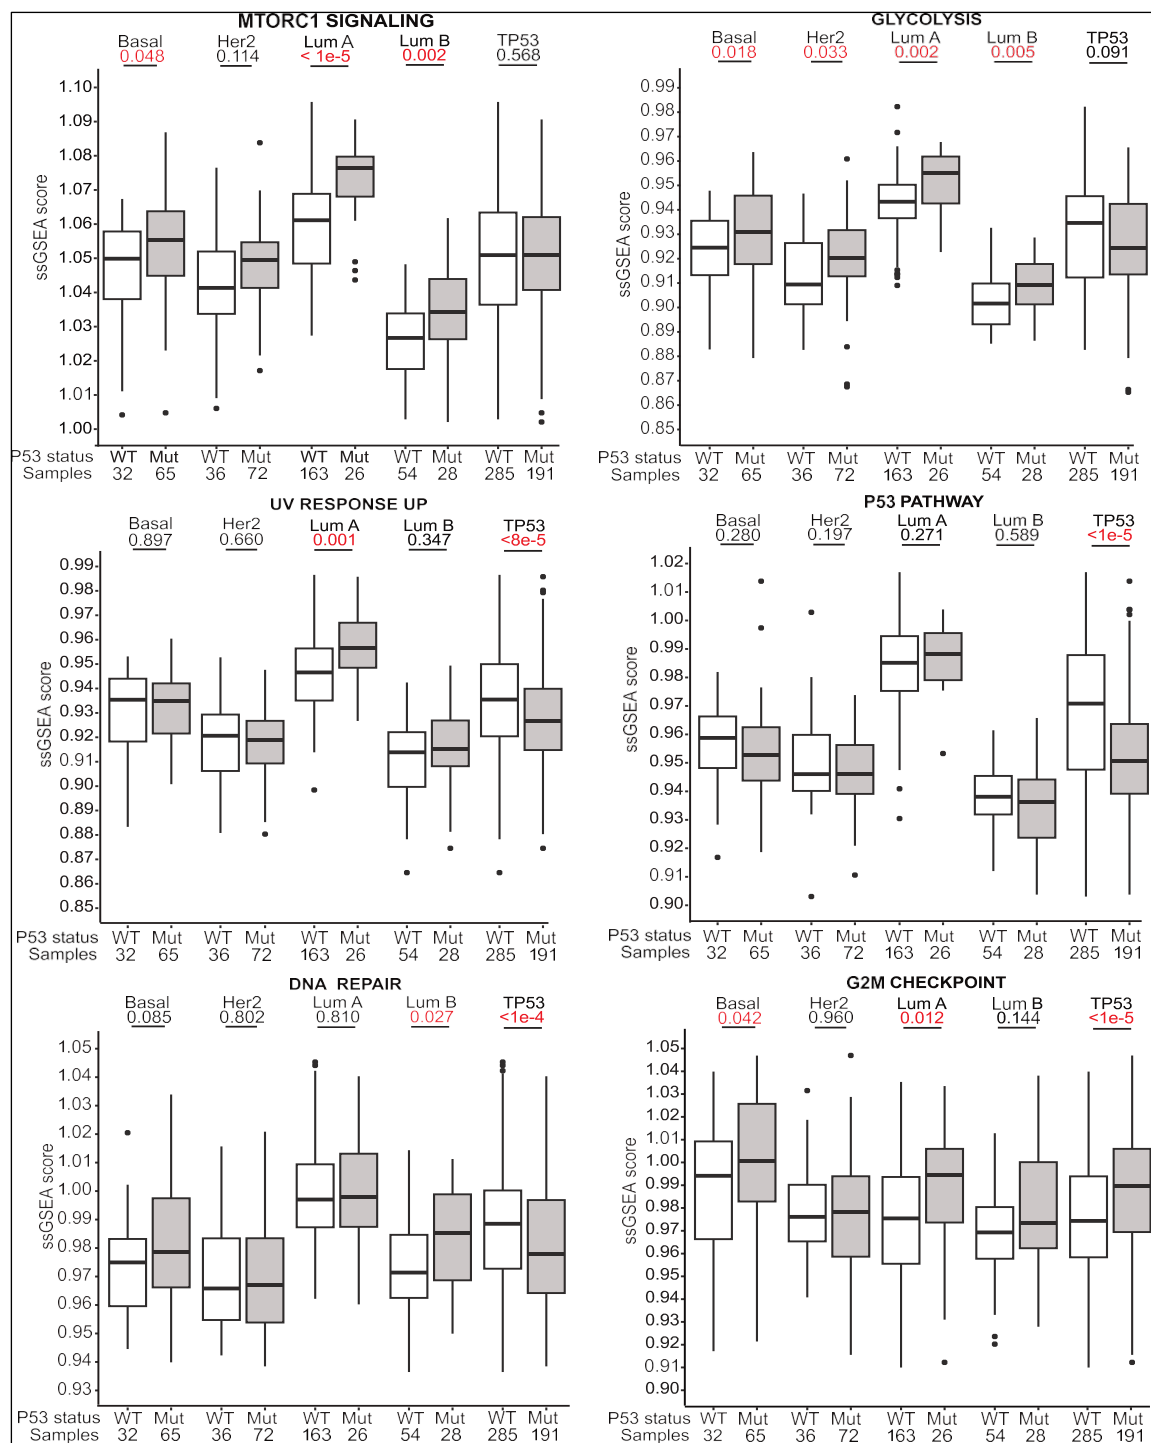 MTORC1 SIGNALING
Basal Her2 Lum A Lum B TP53
0.048 0.114 < 1e-5 0.002 0.568
1.10
1.09
1.08
1.07
1.06
1.05
1.04
1.03
1.02
1.01
1.00
ssGSEA score
P53 status WT Mut WT Mut WT Mut WT Mut WT Mut
Samples 32 65 36 72 163 26 54 28 285 191
GLYCOLYSIS
Basal Her2 Lum A Lum B TP53
0.018 0.033 0.002 0.005 0.091
0.99
0.98
0.97
0.96
0.95
0.94
0.93
0.92
0.91
0.90
0.89
0.88
0.87
0.86
0.85
ssGSEA score
P53 status WT Mut WT Mut WT Mut WT Mut WT Mut
Samples 32 65 36 72 163 26 54 28 285 191
UV RESPONSE UP
Basal Her2 Lum A Lum B TP53
0.897 0.660 0.001 0.347 <8e-5
0.99
0.98
0.97
0.96
0.95
0.94
0.93
0.92
0.91
0.90
0.89
0.88
0.87
0.86
0.85
ssGSEA score
P53 status WT Mut WT Mut WT Mut WT Mut WT Mut
Samples 32 65 36 72 163 26 54 28 285 191
P53 PATHWAY
Basal Her2 Lum A Lum B TP53
0.280 0.197 0.271 0.589 <1e-5
1.02
1.01
1.00
0.99
0.98
0.97
0.96
0.95
0.94
0.93
0.92
0.91
0.90
ssGSEA score
P53 status WT Mut WT Mut WT Mut WT Mut WT Mut
Samples 32 65 36 72 163 26 54 28 285 191
DNA REPAIR
Basal Her2 Lum A Lum B TP53
0.085 0.802 0.810 0.027 <1e-4
1.05
1.04
1.03
1.02
1.01
1.00
0.99
0.98
0.97
0.96
0.95
0.94
0.93
ssGSEA score
P53 status WT Mut WT Mut WT Mut WT Mut WT Mut
Samples 32 65 36 72 163 26 54 28 285 191
G2M CHECKPOINT
Basal Her2 Lum A Lum B TP53
0.042 0.960 0.012 0.144 <1e-5
1.05
1.04
1.03
1.02
1.01
1.00
0.99
0.98
0.97
0.96
0.95
0.94
0.93
0.92
0.91
0.90
ssGSEA score
P53 status WT Mut WT Mut WT Mut WT Mut WT Mut
Samples 32 65 36 72 163 26 54 28 285 191